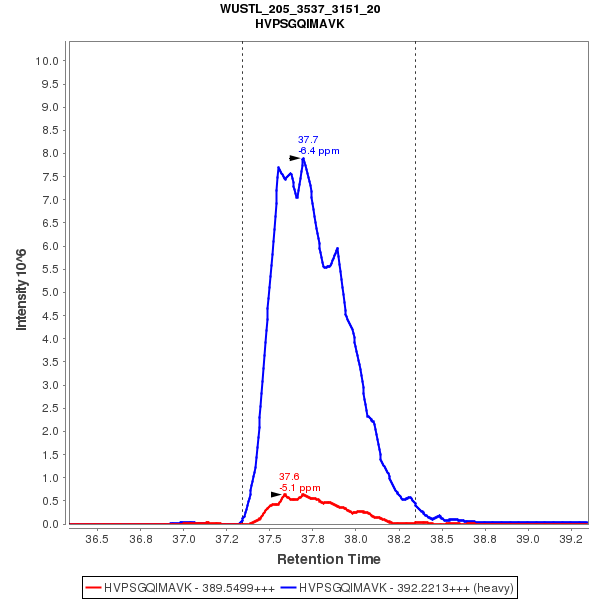 WUSTL_205_3537_3151_20
HVPSGQIMAVK
Intensity 10^6
10.0
9.5
9.0
8.5
8.0
7.5
7.0
6.5
6.0
5.5
5.0
4.5
4.0
3.5
3.0
2.5
2.0
1.5
1.0
0.5
0.0
37.7
-6.4 ppm
37.6
-5.1 ppm
36.5 36.8 37.0 37.2 37.5 37.8 38.0 38.2 38.5 38.8 39.0 39.2
Retention Time
HVPSGQIMAVK - 389.5499+++ HVPSGQIMAVK - 392.2213+++ (heavy)